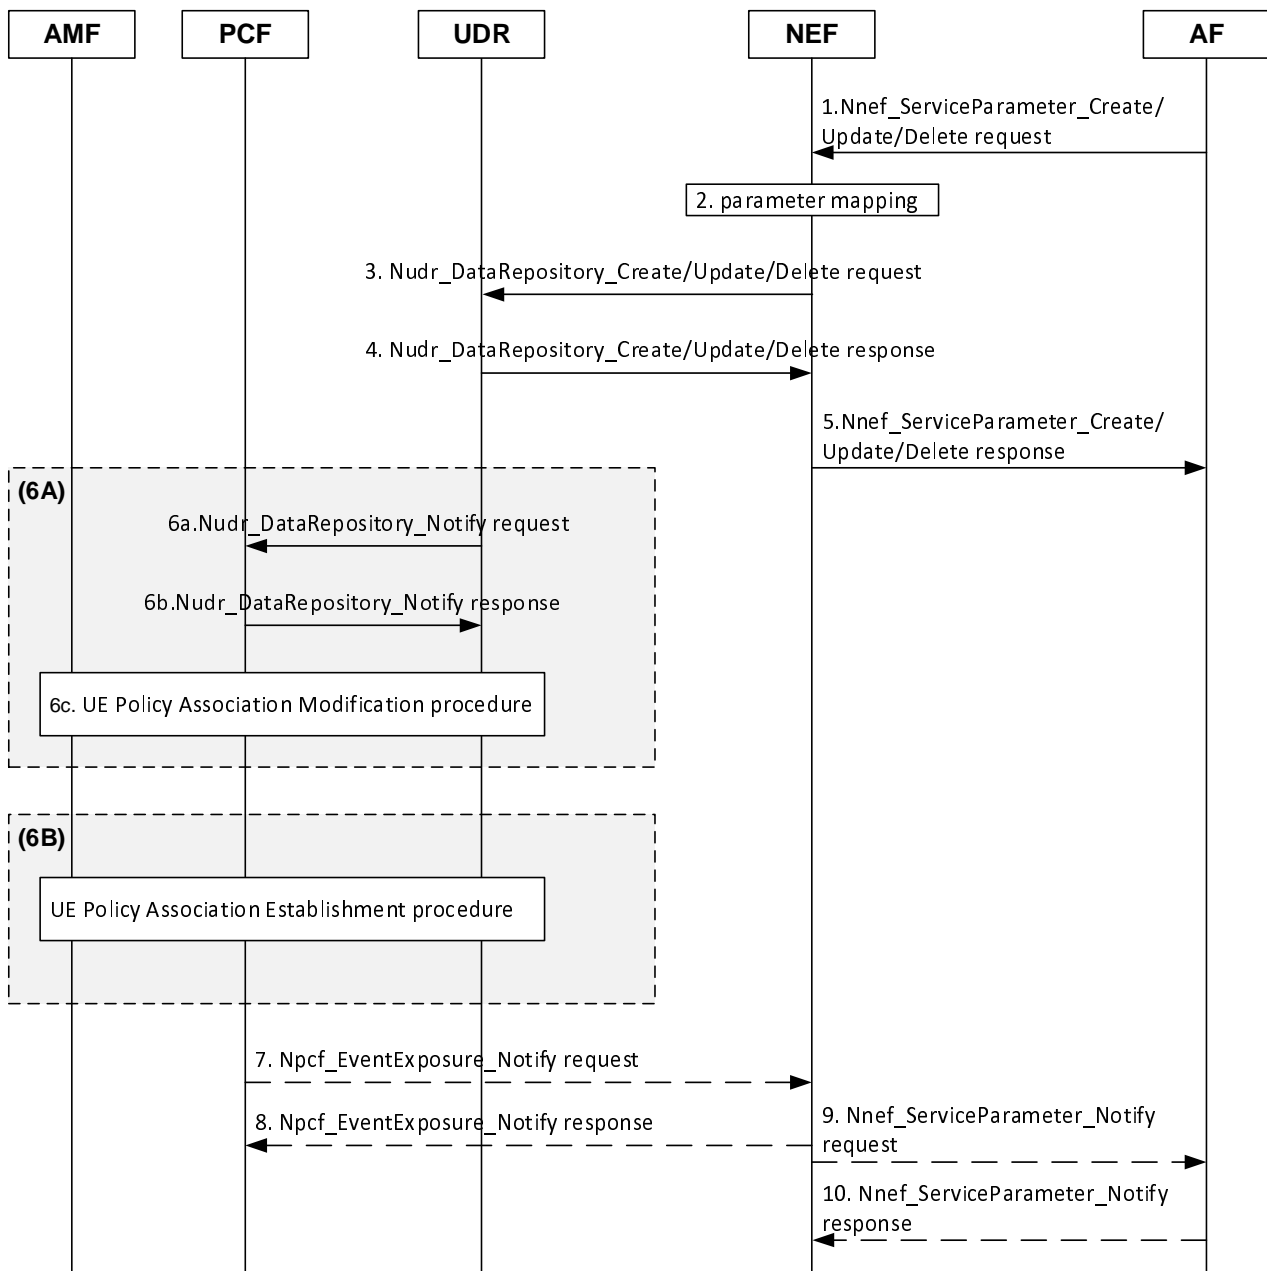 AMF
PCF
UDR
NEF
AF
1.Nnef_ServiceParameter_Create/
Update/Delete request
2. parameter mapping
3. Nudr_DataRepository_Create/Update/Delete request
4. Nudr_DataRepository_Create/Update/Delete response
5.Nnef_ServiceParameter_Create/
Update/Delete response
(6A)
6a.Nudr_DataRepository_Notify request
6b.Nudr_DataRepository_Notify response
6c. UE Policy Association Modification procedure
(6B)
UE Policy Association Establishment procedure
7. Npcf_EventExposure_Notify request
8. Npcf_EventExposure_Notify response
9. Nnef_ServiceParameter_Notify
request
10. Nnef_ServiceParameter_Notify
response